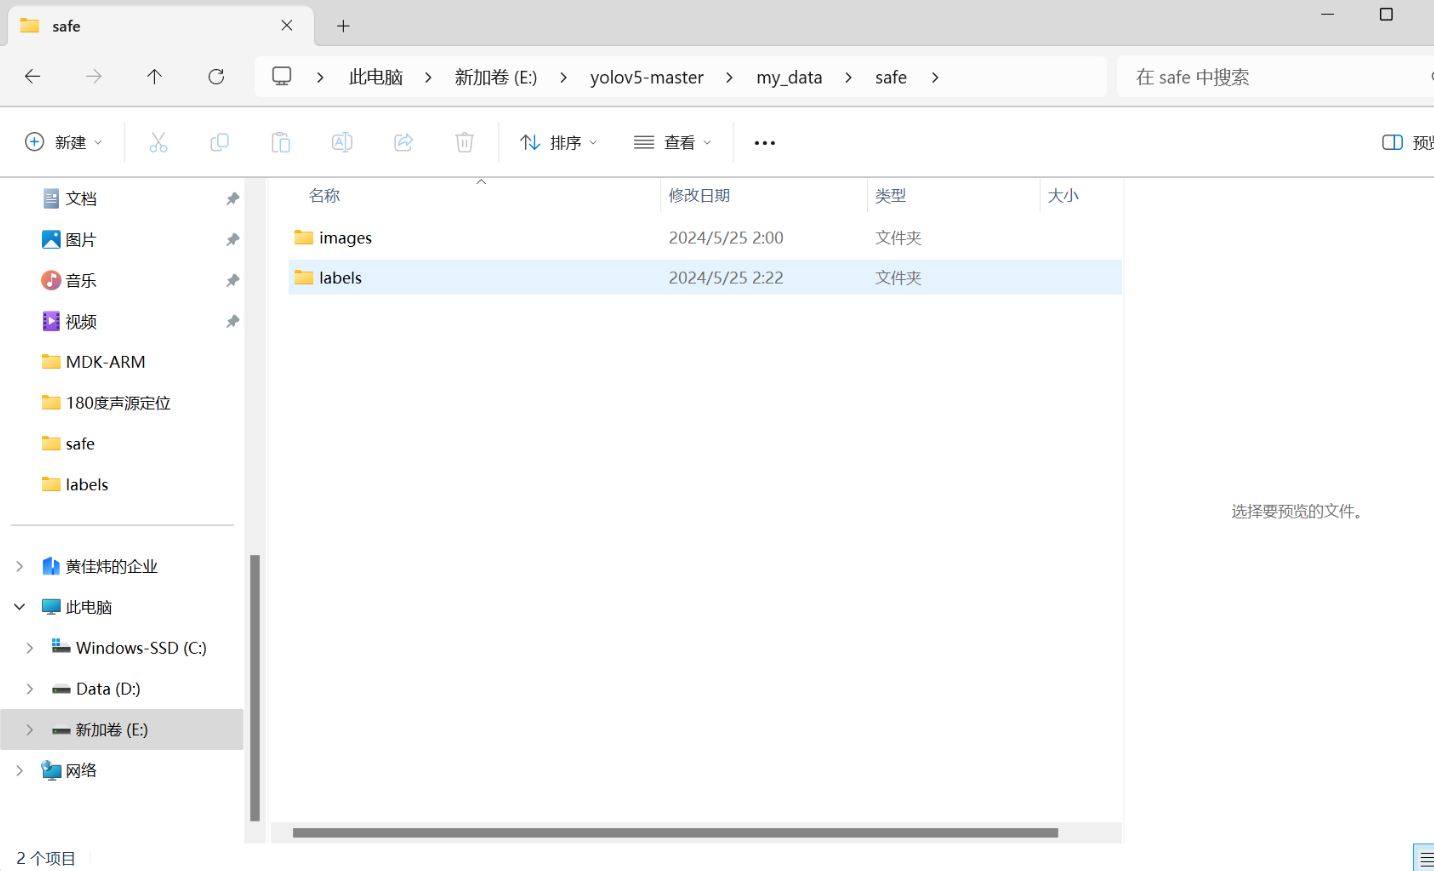 safe
此电脑 新加卷 (E:) yolov5-master my_data safe 在 safe 中搜索
新建 排序 查看
名称 修改日期 类型 大小
images 2024/5/25 2:00 文件夹
labels 2024/5/25 2:22 文件夹
文档
图片
音乐
视频
MDK-ARM
180度声源定位
safe
labels
黄佳炜的企业
此电脑
Windows-SSD (C:)
Data (D:)
新加卷 (E:)
网络
选择要预览的文件。
2 个项目